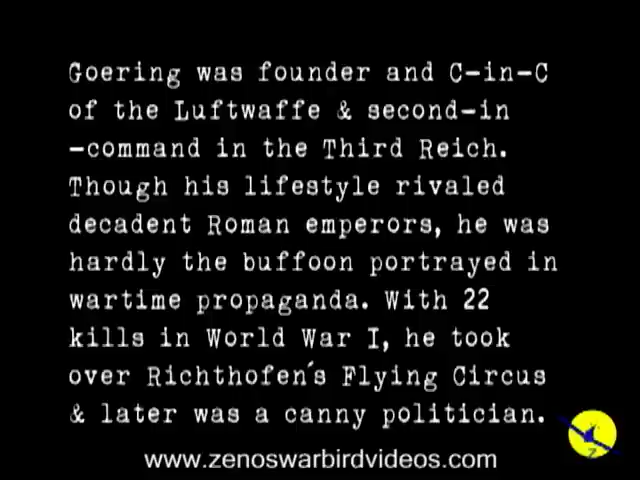 Goering was founder and C-in-C
of the Luftwaffe & second-in
-command in the Third Reich.
Though his lifestyle rivaled
decadent Roman emperors, he was
hardly the buffoon portrayed in
wartime propaganda. With 22
kills in World War I, he took
over Richthofen's Flying Circus
& later was a canny politician.
Z
www.zenoswarbirdvideos.com